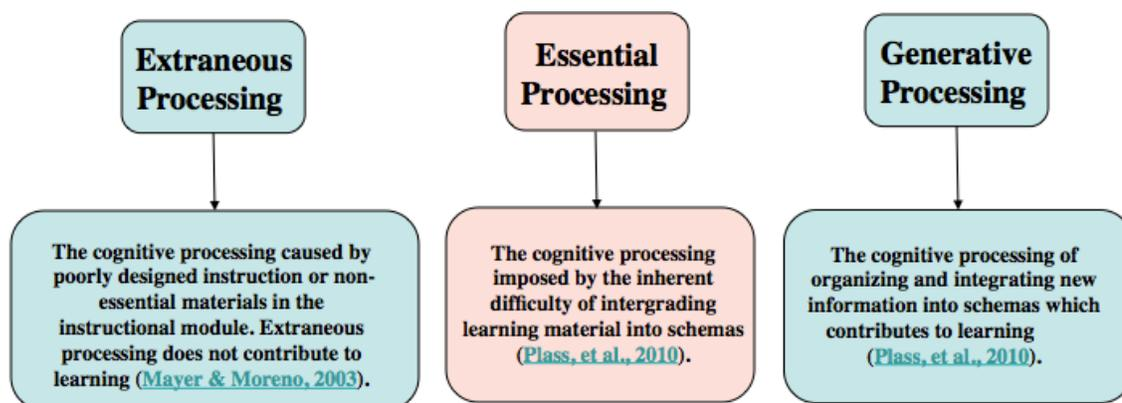 Extraneous
Processing
Essential
Processing
Generative
Processing
The cognitive processing caused by
poorly designed instruction or non-
essential materials in the
instructional module. Extraneous
processing does not contribute to
learning (Mayer & Moreno, 2003).
The cognitive processing
imposed by the inherent
difficulty of intergrading
learning material into schemas
(Plass, et al., 2010).
The cognitive processing of
organizing and integrating new
information into schemas which
contributes to learning
(Plass, et al., 2010).